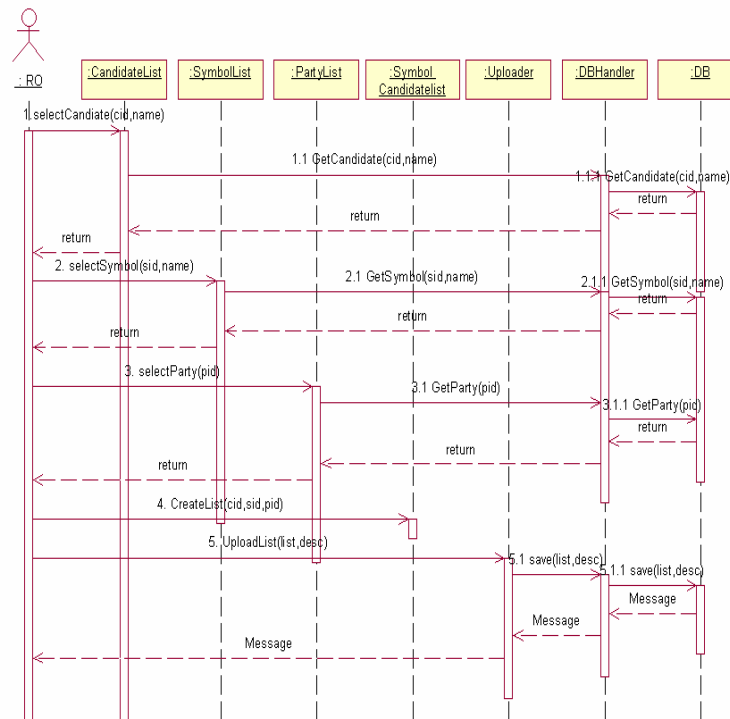 : RO
:CandidateList
:SymbolList
:PartyList
:Symbol
Candidatelist
:Uploader
:DBHandler
:DB
1.selectCandiate(cid,name)
1.1 GetCandidate(cid,name)
1.1.1 GetCandidate(cid,name)
return
return
return
2. selectSymbol(sid,name)
2.1 GetSymbol(sid,name)
2.1.1 GetSymbol(sid,name)
return
return
return
3. selectParty(pid)
3.1 GetParty(pid)
3.1.1 GetParty(pid)
return
return
return
4. CreateList(cid,sid,pid)
5. UploadList(list,desc)
5.1 save(list,desc)
5.1.1 save(list,desc)
Message
Message
Message